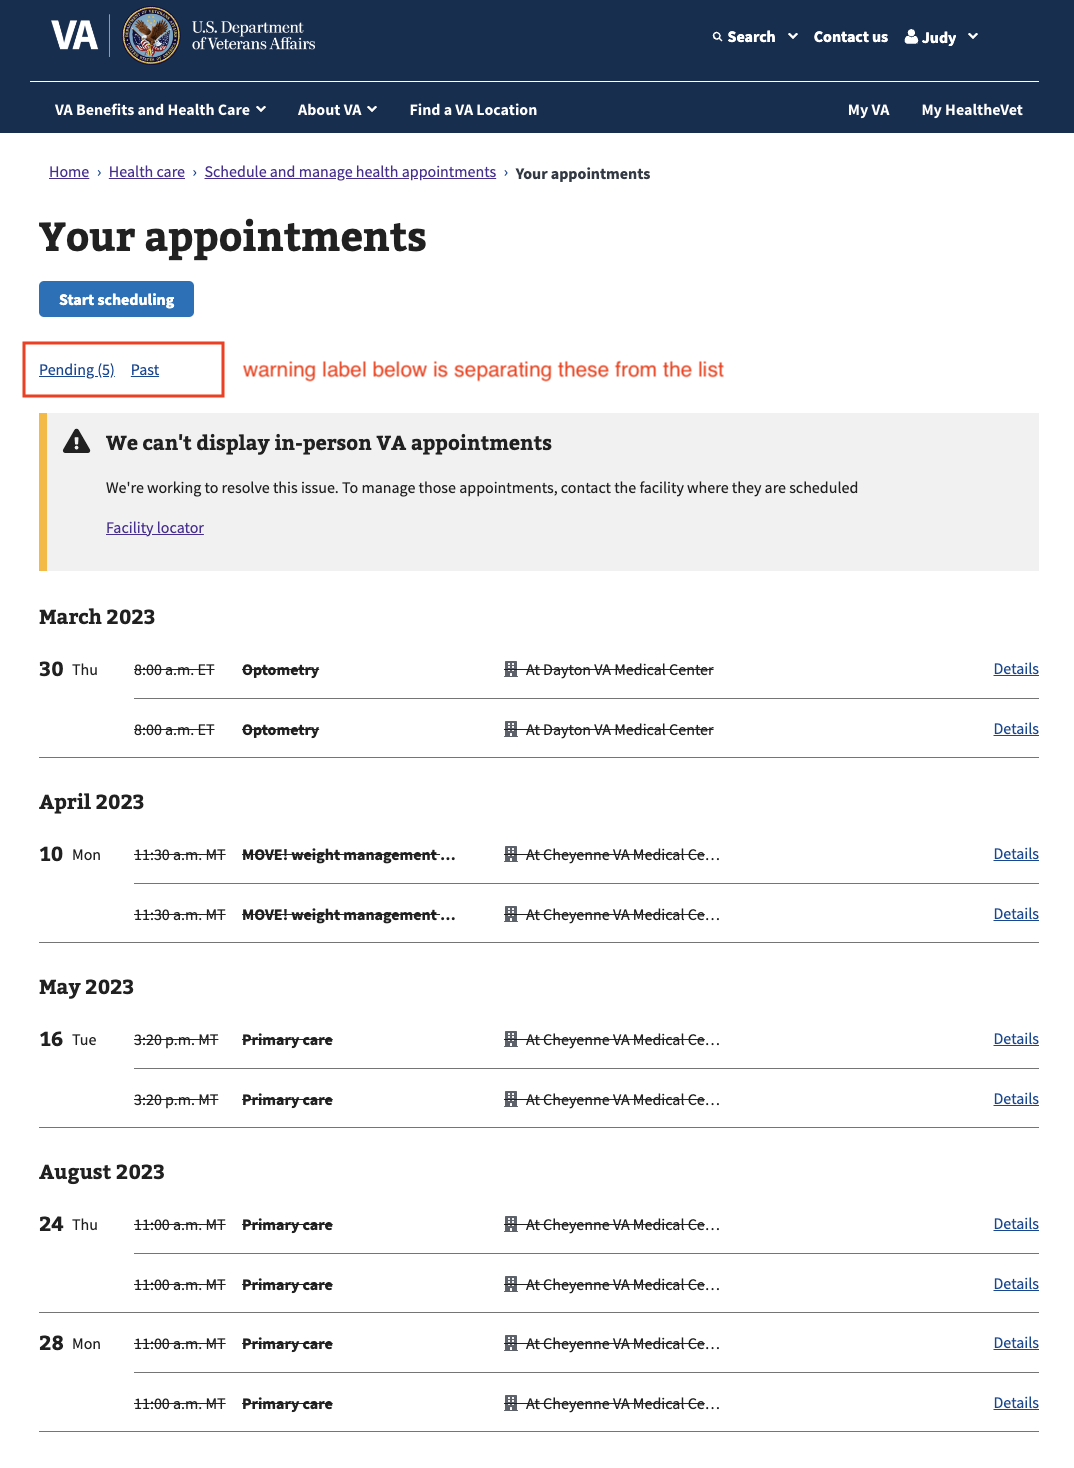 VA
U.S. Department
of Veterans Affairs
Search
Contact us
Judy
VA Benefits and Health Care
About VA
Find a VA Location
My VA
My HealtheVet
Home › Health care › Schedule and manage health appointments › Your appointments
Your appointments
Start scheduling
Pending (5) Past
warning label below is separating these from the list
We can't display in-person VA appointments
We're working to resolve this issue. To manage those appointments, contact the facility where they are scheduled
Facility locator
March 2023
30 Thu 8:00 a.m. ET Optometry At Dayton VA Medical Center Details
8:00 a.m. ET Optometry At Dayton VA Medical Center Details
April 2023
10 Mon 11:30 a.m. MT MOVE! weight management ... At Cheyenne VA Medical Ce... Details
11:30 a.m. MT MOVE! weight management ... At Cheyenne VA Medical Ce... Details
May 2023
16 Tue 3:20 p.m. MT Primary care At Cheyenne VA Medical Ce... Details
3:20 p.m. MT Primary care At Cheyenne VA Medical Ce... Details
August 2023
24 Thu 11:00 a.m. MT Primary care At Cheyenne VA Medical Ce... Details
11:00 a.m. MT Primary care At Cheyenne VA Medical Ce... Details
28 Mon 11:00 a.m. MT Primary care At Cheyenne VA Medical Ce... Details
11:00 a.m. MT Primary care At Cheyenne VA Medical Ce... Details